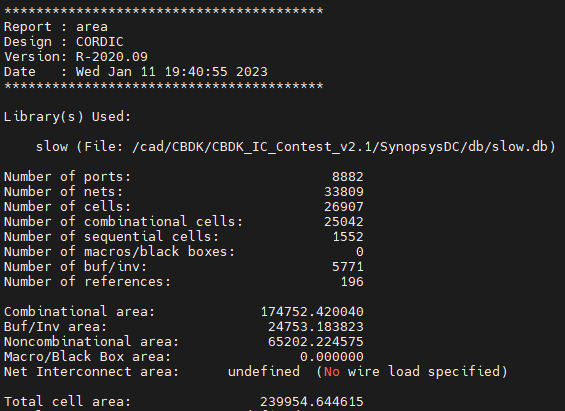 ****************************************
Report : area
Design : CORDIC
Version: R-2020.09
Date   : Wed Jan 11 19:40:55 2023
****************************************
Library(s) Used:
slow (File: /cad/CBDK/CBDK_IC_Contest_v2.1/SynopsysDC/db/slow.db)
Number of ports: 8882
Number of nets: 33809
Number of cells: 26907
Number of combinational cells: 25042
Number of sequential cells: 1552
Number of macros/black boxes: 0
Number of buf/inv: 5771
Number of references: 196
Combinational area: 174752.420040
Buf/Inv area: 24753.183823
Noncombinational area: 65202.224575
Macro/Black Box area: 0.000000
Net Interconnect area: undefined (No wire load specified)
Total cell area: 239954.644615